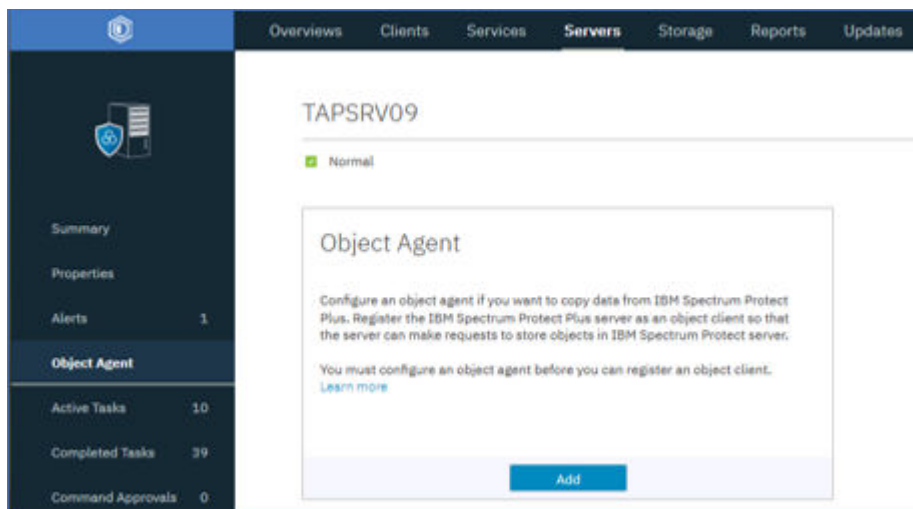 Overviews Clients Services Servers Storage Reports Updates
TAPSRV09
Normal
Summary
Properties
Alerts 1
Object Agent
Active Tasks 10
Completed Tasks 39
Command Approvals 0
Object Agent
Configure an object agent if you want to copy data from IBM Spectrum Protect
Plus. Register the IBM Spectrum Protect Plus server as an object client so that
the server can make requests to store objects in IBM Spectrum Protect server.
You must configure an object agent before you can register an object client.
Learn more
Add